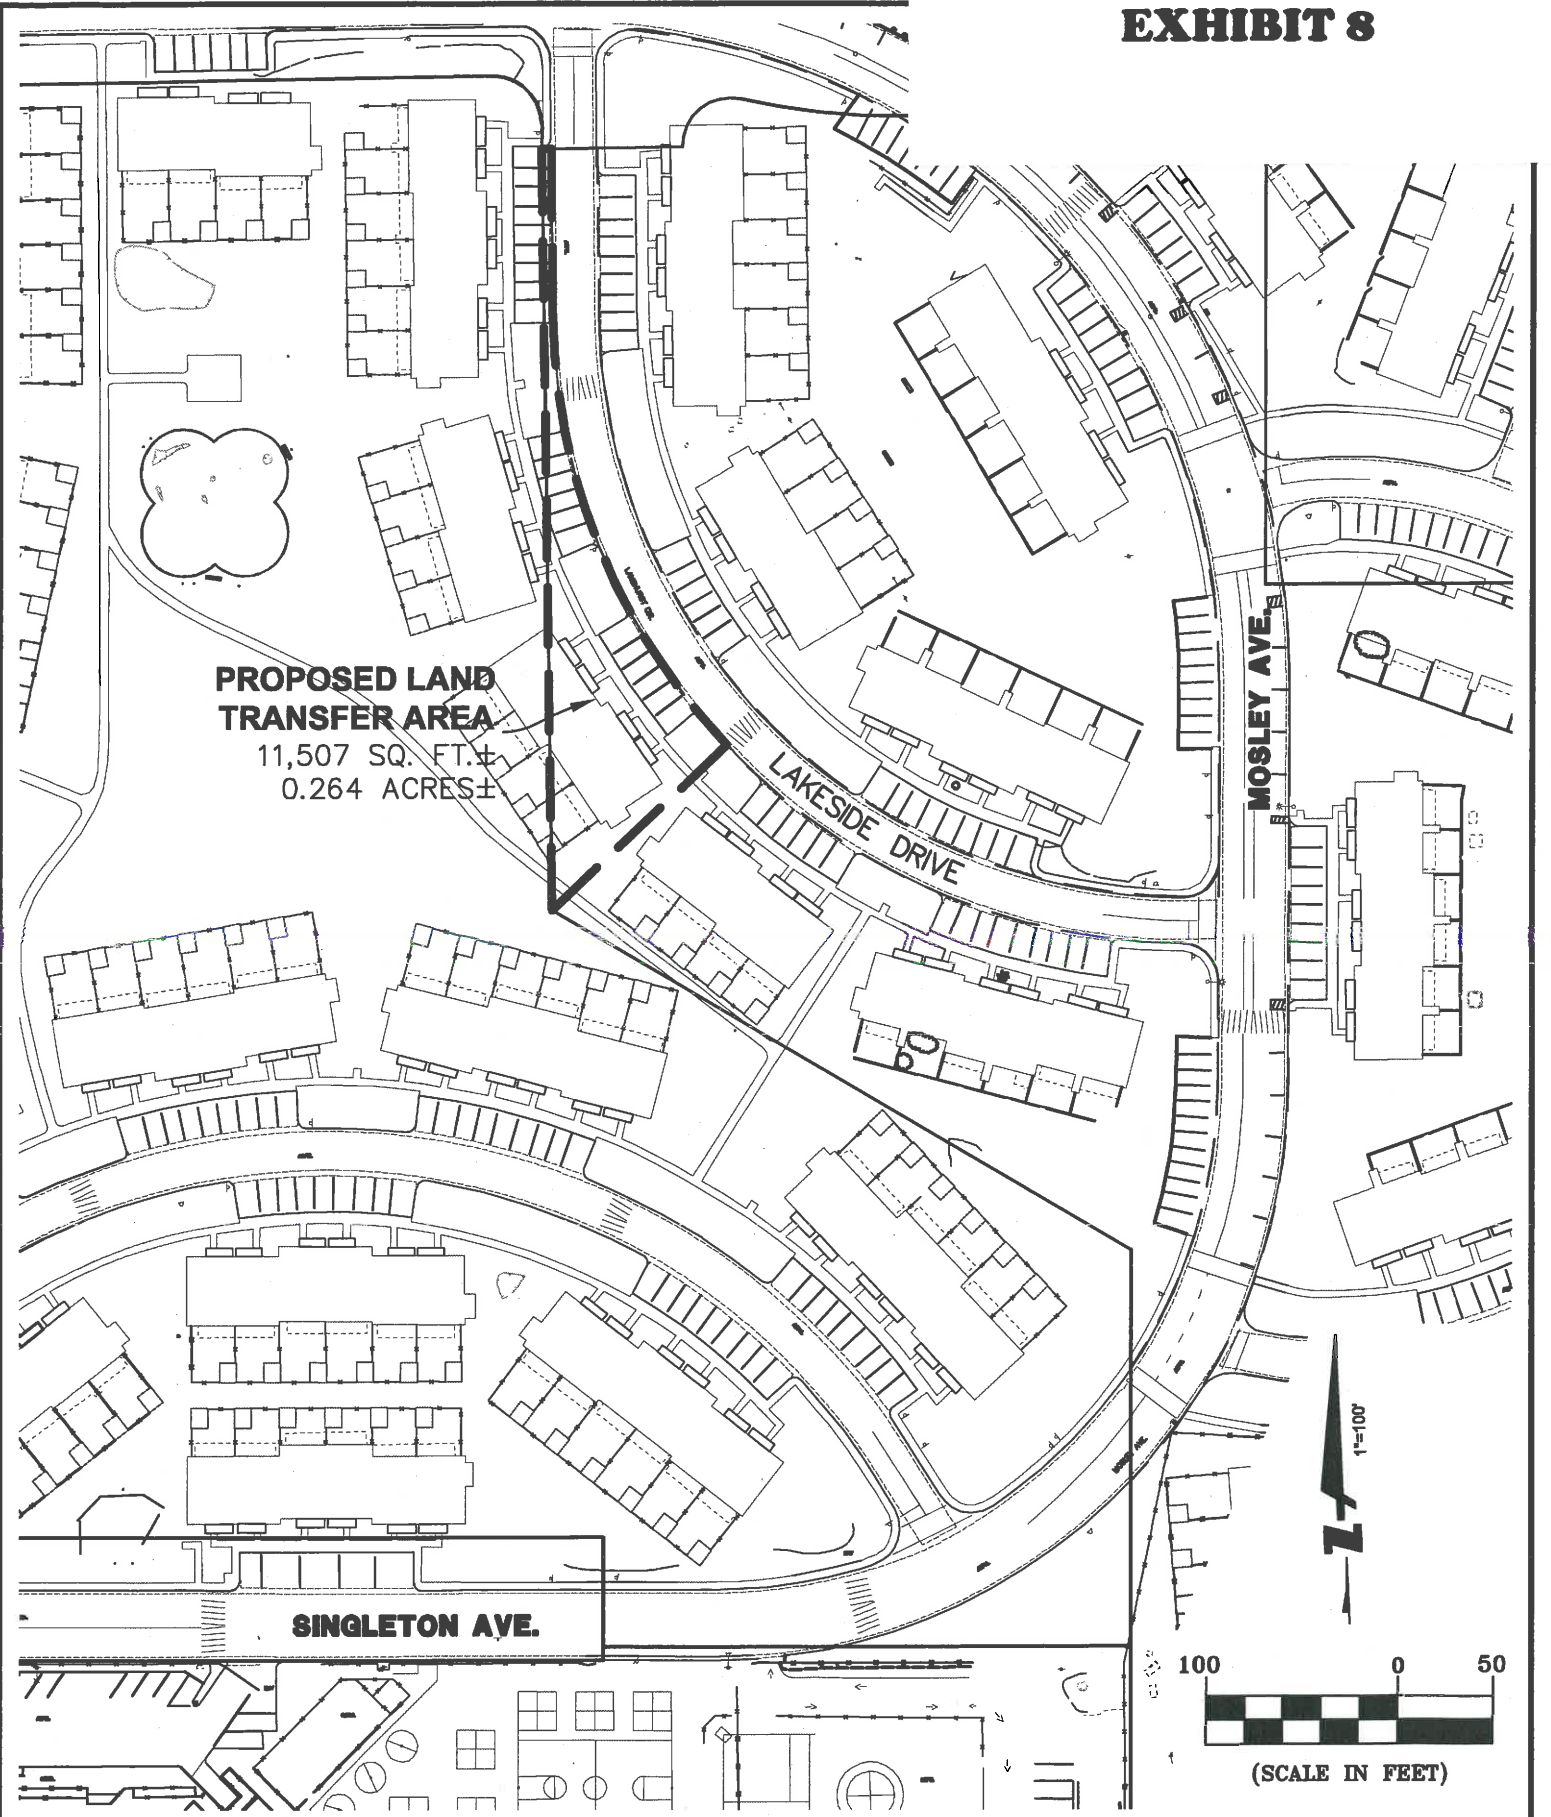 EXHIBIT 8
PROPOSED LAND
TRANSFER AREA
11,507 SQ. FT.±
0.264 ACRES±
LAKESIDE DRIVE
MOSLEY AVE.
SINGLETON AVE.
1"=100'
N
100 0 50
(SCALE IN FEET)